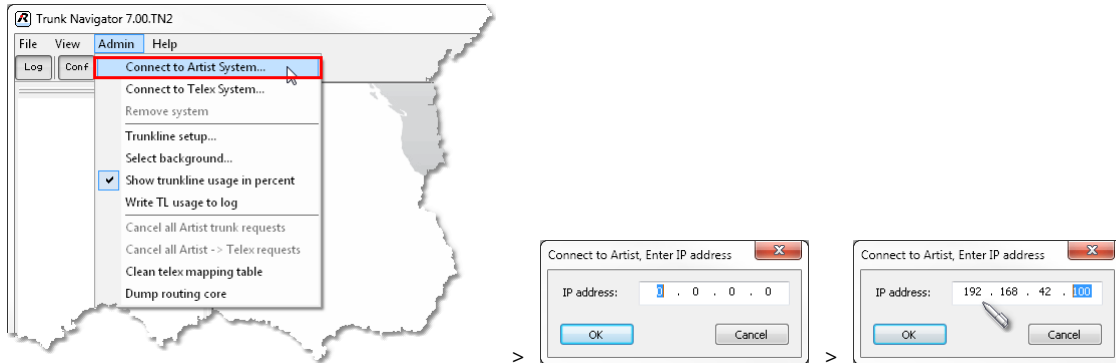 Trunk Navigator 7.00.TN2
File View Admin Help
Log Conf
Connect to Artist System...
Connect to Telex System...
Remove system
Trunkline setup...
Select background...
Show trunkline usage in percent
Write TL usage to log
Cancel all Artist trunk requests
Cancel all Artist -> Telex requests
Clean telex mapping table
Dump routing core
>
Connect to Artist, Enter IP address
IP address: 0 . 0 . 0 . 0
OK Cancel
>
Connect to Artist, Enter IP address
IP address: 192 . 168 . 42 . 100
OK Cancel